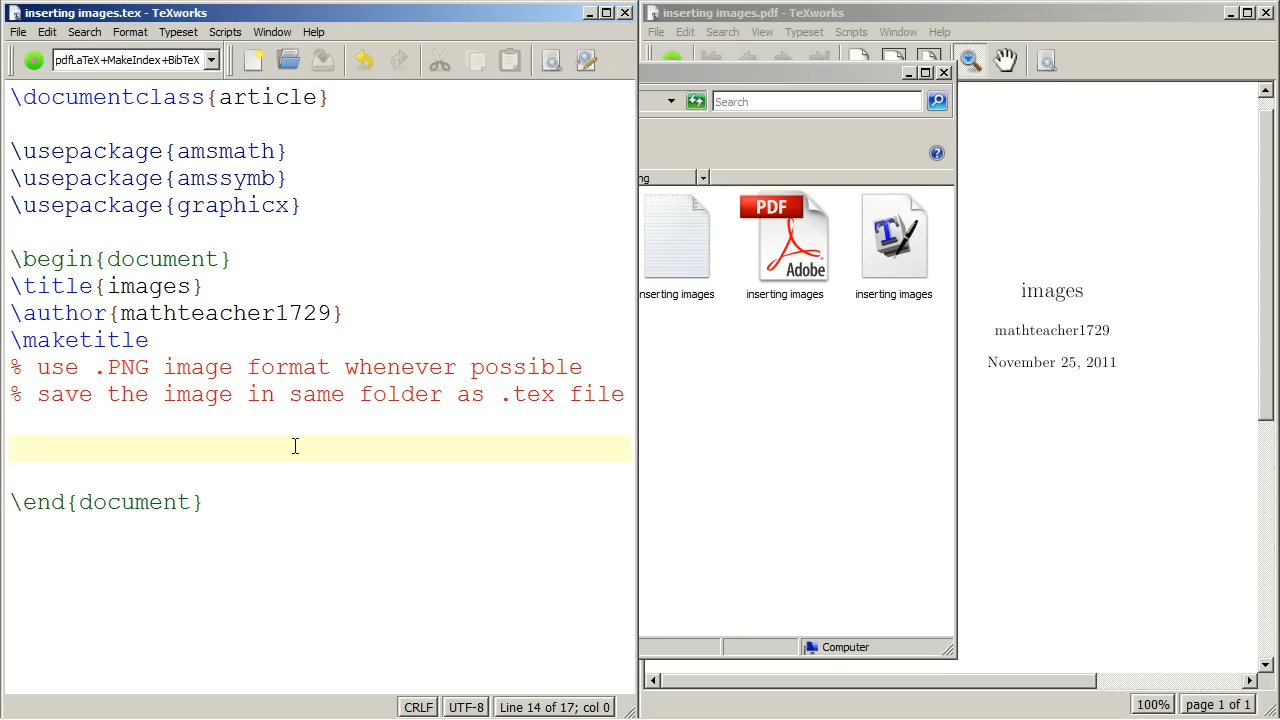 inserting images.tex - TeXworks
File Edit Search Format Typeset Scripts Window Help
pdfLaTeX+MakeIndex+BibTeX
\documentclass{article}
\usepackage{amsmath}
\usepackage{amssymb}
\usepackage{graphicx}
\begin{document}
\title{images}
\author{mathteacher1729}
\maketitle
% use .PNG image format whenever possible
% save the image in same folder as .tex file
\end{document}
CRLF UTF-8 Line 14 of 17; col 0
inserting images.pdf - TeXworks
File Edit Search View Typeset Scripts Window Help
Search
ng
PDF
Adobe
inserting images inserting images inserting images
Computer
images
mathteacher1729
November 25, 2011
100% page 1 of 1